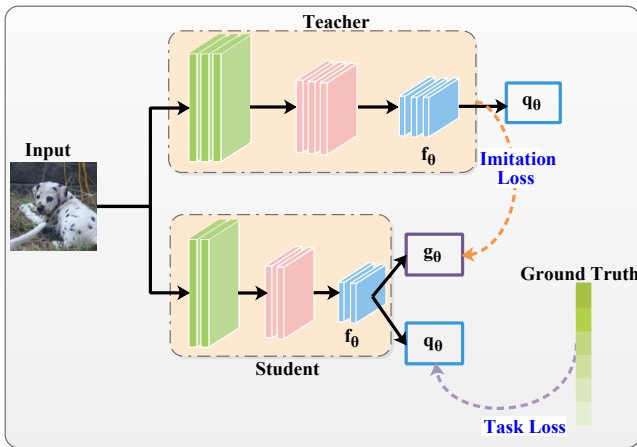 Teacher
q_θ
f_θ
Input
Imitation
Loss
g_θ
Ground Truth
f_θ
q_θ
Student
Task Loss